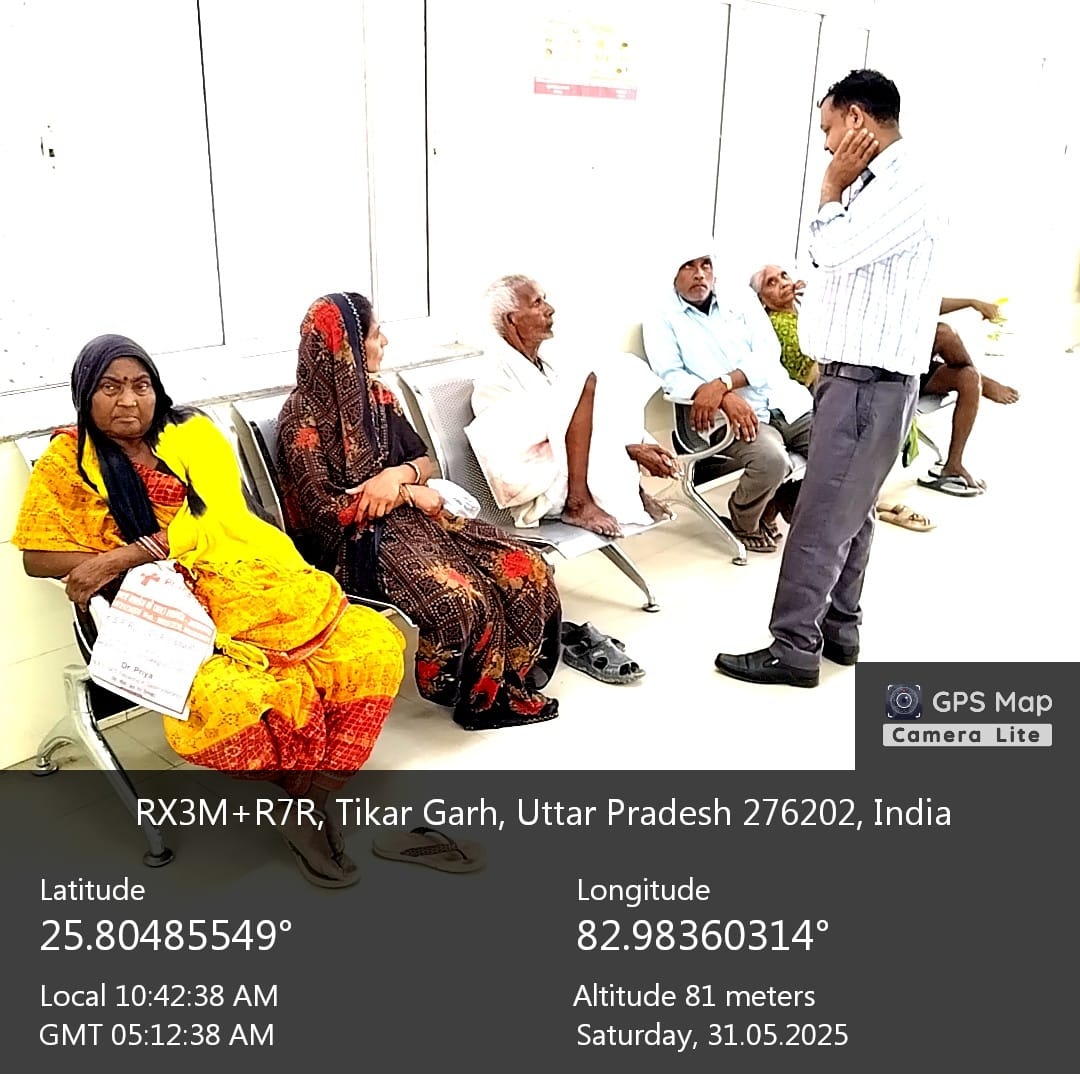 Dr. Priya
GPS Map
Camera Lite
RX3M+R7R, Tikar Garh, Uttar Pradesh 276202, India
Latitude
25.80485549°
Longitude
82.98360314°
Local 10:42:38 AM
GMT 05:12:38 AM
Altitude 81 meters
Saturday, 31.05.2025